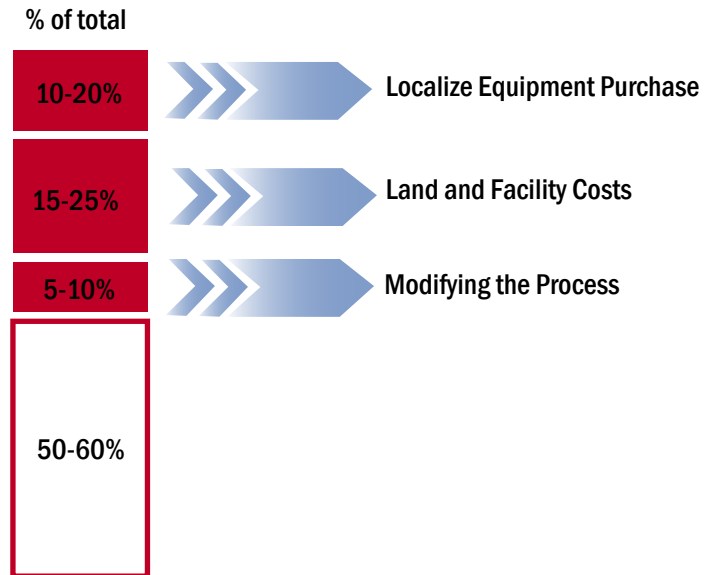 % of total
10-20%
Localize Equipment Purchase
15-25%
Land and Facility Costs
5-10%
Modifying the Process
50-60%